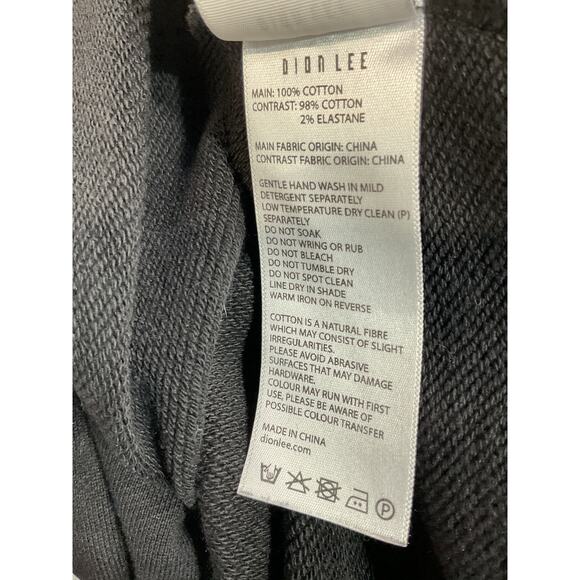 DION LEE
DION LEE
MAIN: 100% COTTON
CONTRAST: 98% COTTON
2% ELASTANE
MAIN FABRIC ORIGIN: CHINA
CONTRAST FABRIC ORIGIN: CHINA
GENTLE HAND WASH IN MILD
DETERGENT SEPARATELY
LOW TEMPERATURE DRY CLEAN (P)
SEPARATELY
DO NOT SOAK
DO NOT WRING OR RUB
DO NOT BLEACH
DO NOT TUMBLE DRY
DO NOT SPOT CLEAN
LINE DRY IN SHADE
WARM IRON ON REVERSE
COTTON IS A NATURAL FIBRE
WHICH MAY CONSIST OF SLIGHT
IRREGULARITIES.
PLEASE AVOID ABRASIVE
SURFACES THAT MAY DAMAGE
HARDWARE.
COLOUR MAY RUN WITH FIRST
USE, PLEASE BE AWARE OF
POSSIBLE COLOUR TRANSFER
MADE IN CHINA
dionlee.com
P